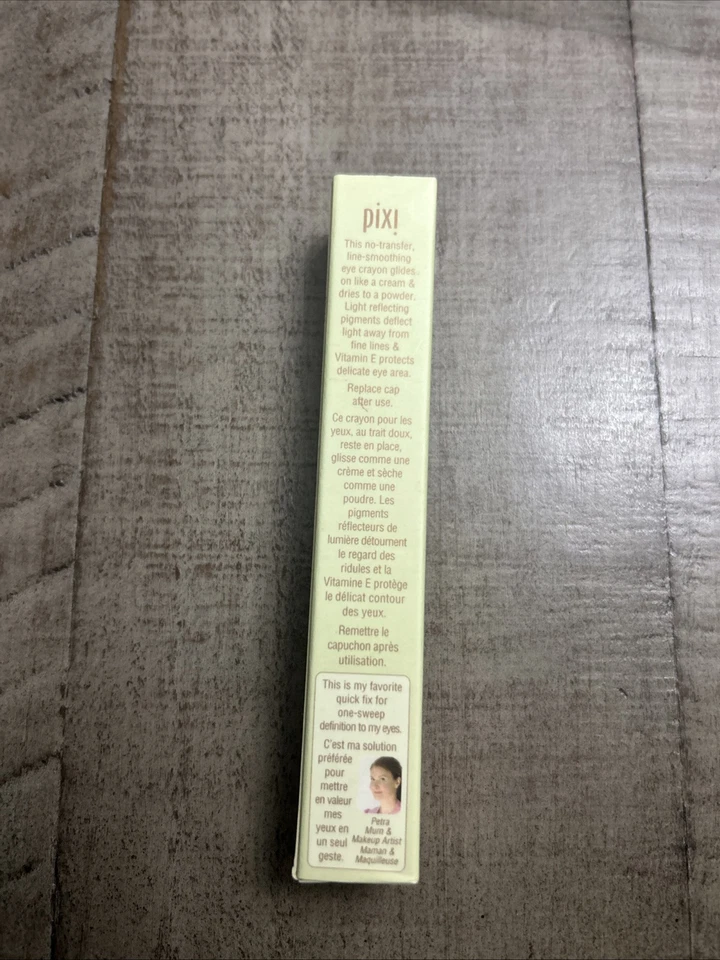 pixi
This no-transfer,
line-smoothing
eye crayon glides
on like a cream &
dries to a powder.
Light reflecting
pigments deflect
light away from
fine lines &
Vitamin E protects
delicate eye area.
Replace cap
after use.
Ce crayon pour les
yeux, au trait doux,
reste en place,
glisse comme une
crème et sèche
comme une
poudre. Les
pigments
réflecteurs de
lumière détournent
le regard des
ridules et la
Vitamine E protège
le délicat contour
des yeux.
Remettre le
capuchon après
utilisation.
This is my favorite
quick fix for
one-sweep
definition to my eyes.
C'est ma solution
préférée
pour
mettre
en valeur
mes
yeux en
un seul
geste.
Petra
Mum &
Makeup Artist
Maman &
Maquilleuse